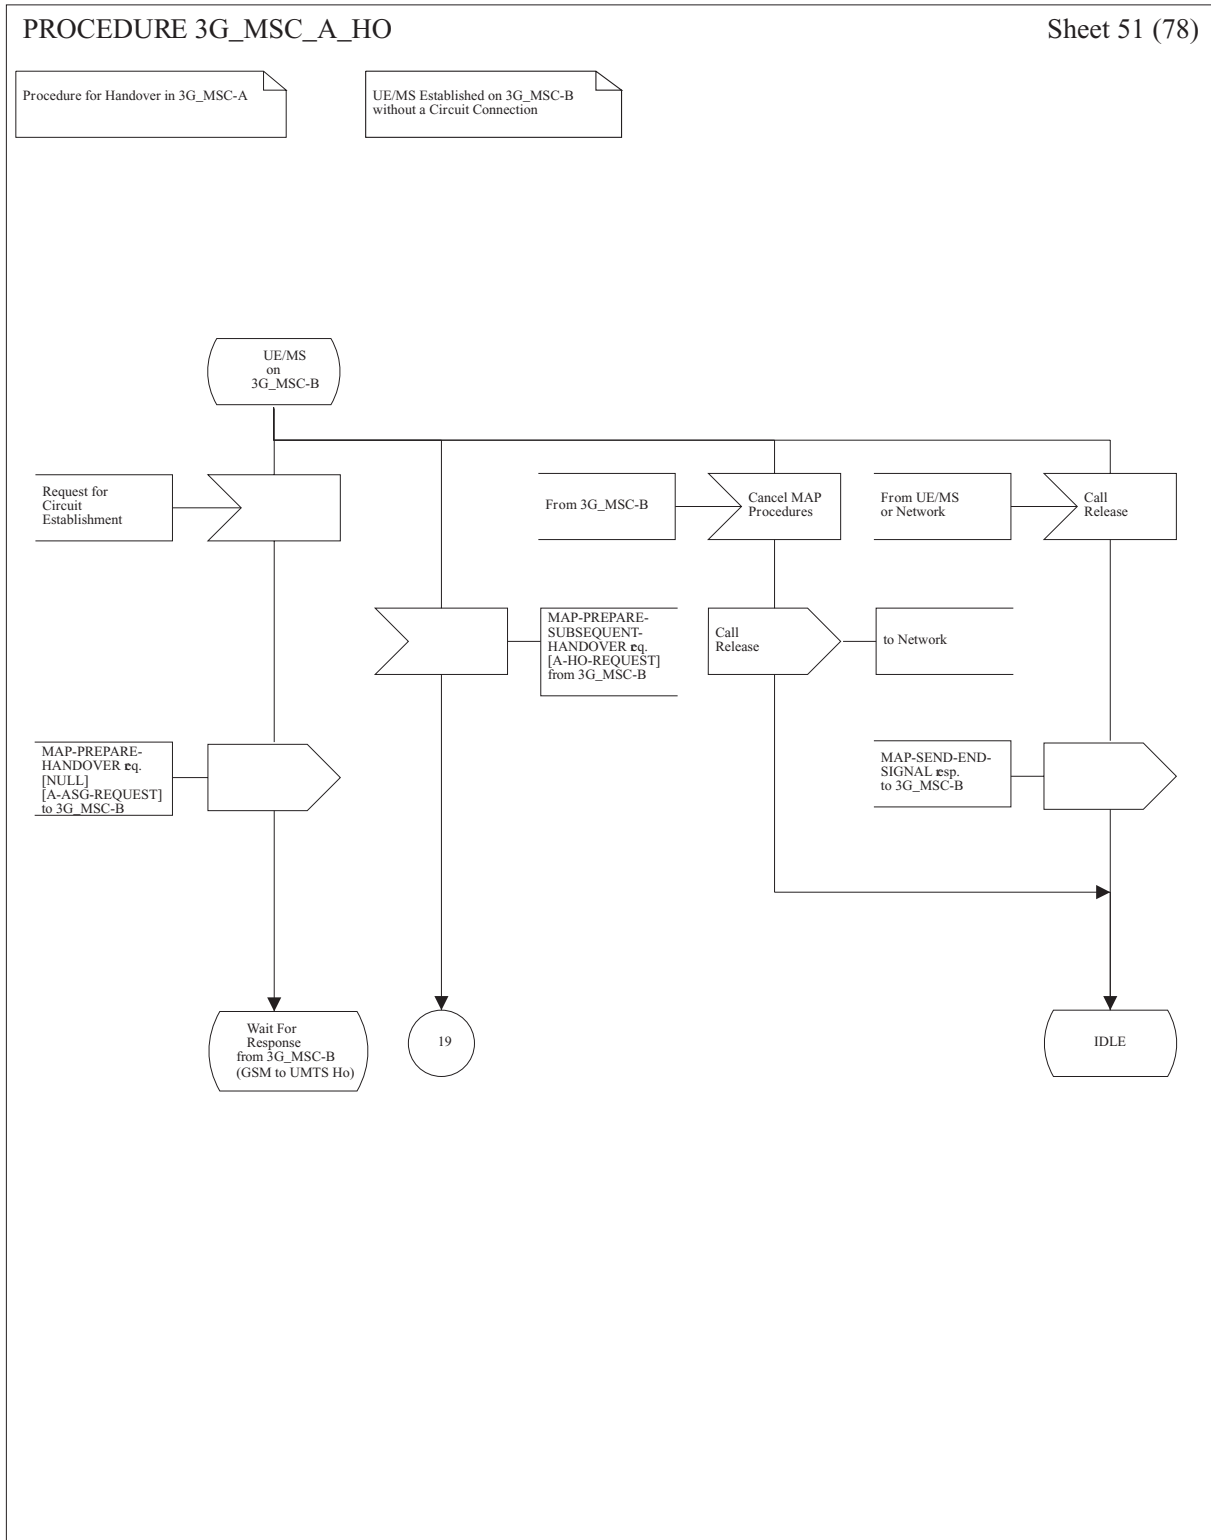 PROCEDURE 3G_MSC_A_HO
Sheet 51 (78)
Procedure for Handover in 3G_MSC-A
UE/MS Established on 3G_MSC-B
without a Circuit Connection
UE/MS
on
3G_MSC-B
Request for
Circuit
Establishment
From 3G_MSC-B
Cancel MAP
Procedures
From UE/MS
or Network
Call
Release
MAP-PREPARE-
SUBSEQUENT-
HANDOVER req.
[A-HO-REQUEST]
from 3G_MSC-B
Call
Release
to Network
MAP-PREPARE-
HANDOVER req.
[NULL]
[A-ASG-REQUEST]
to 3G_MSC-B
MAP-SEND-END-
SIGNAL resp.
to 3G_MSC-B
Wait For
Response
from 3G_MSC-B
(GSM to UMTS Ho)
19
IDLE